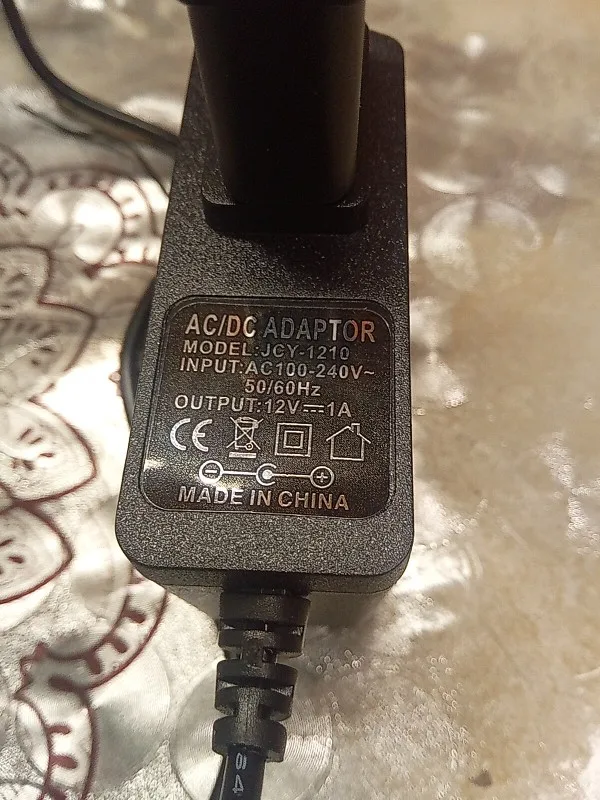 AC/DC ADAPTOR
MODEL:JCY-1210
INPUT:AC100-240V~
50/60Hz
OUTPUT:12V⎓1A
CE
MADE IN CHINA